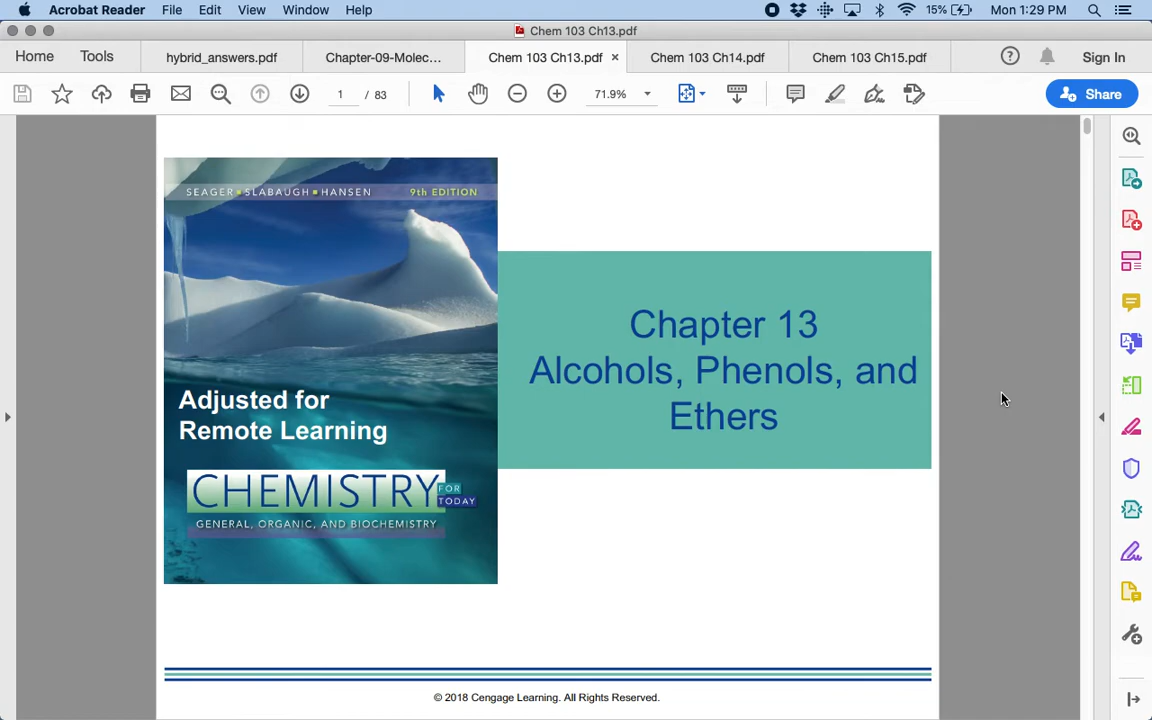 Acrobat Reader File Edit View Window Help 15% Mon 1:29 PM
Chem 103 Ch13.pdf
Home Tools hybrid_answers.pdf Chapter-09-Molec... Chem 103 Ch13.pdf × Chem 103 Ch14.pdf Chem 103 Ch15.pdf Sign In
1 / 83 71.9% Share
SEAGER ▪ SLABAUGH ▪ HANSEN 9th EDITION
Chapter 13
Alcohols, Phenols, and
Ethers
Adjusted for
Remote Learning
CHEMISTRY FOR
TODAY
GENERAL, ORGANIC, AND BIOCHEMISTRY
© 2018 Cengage Learning. All Rights Reserved.